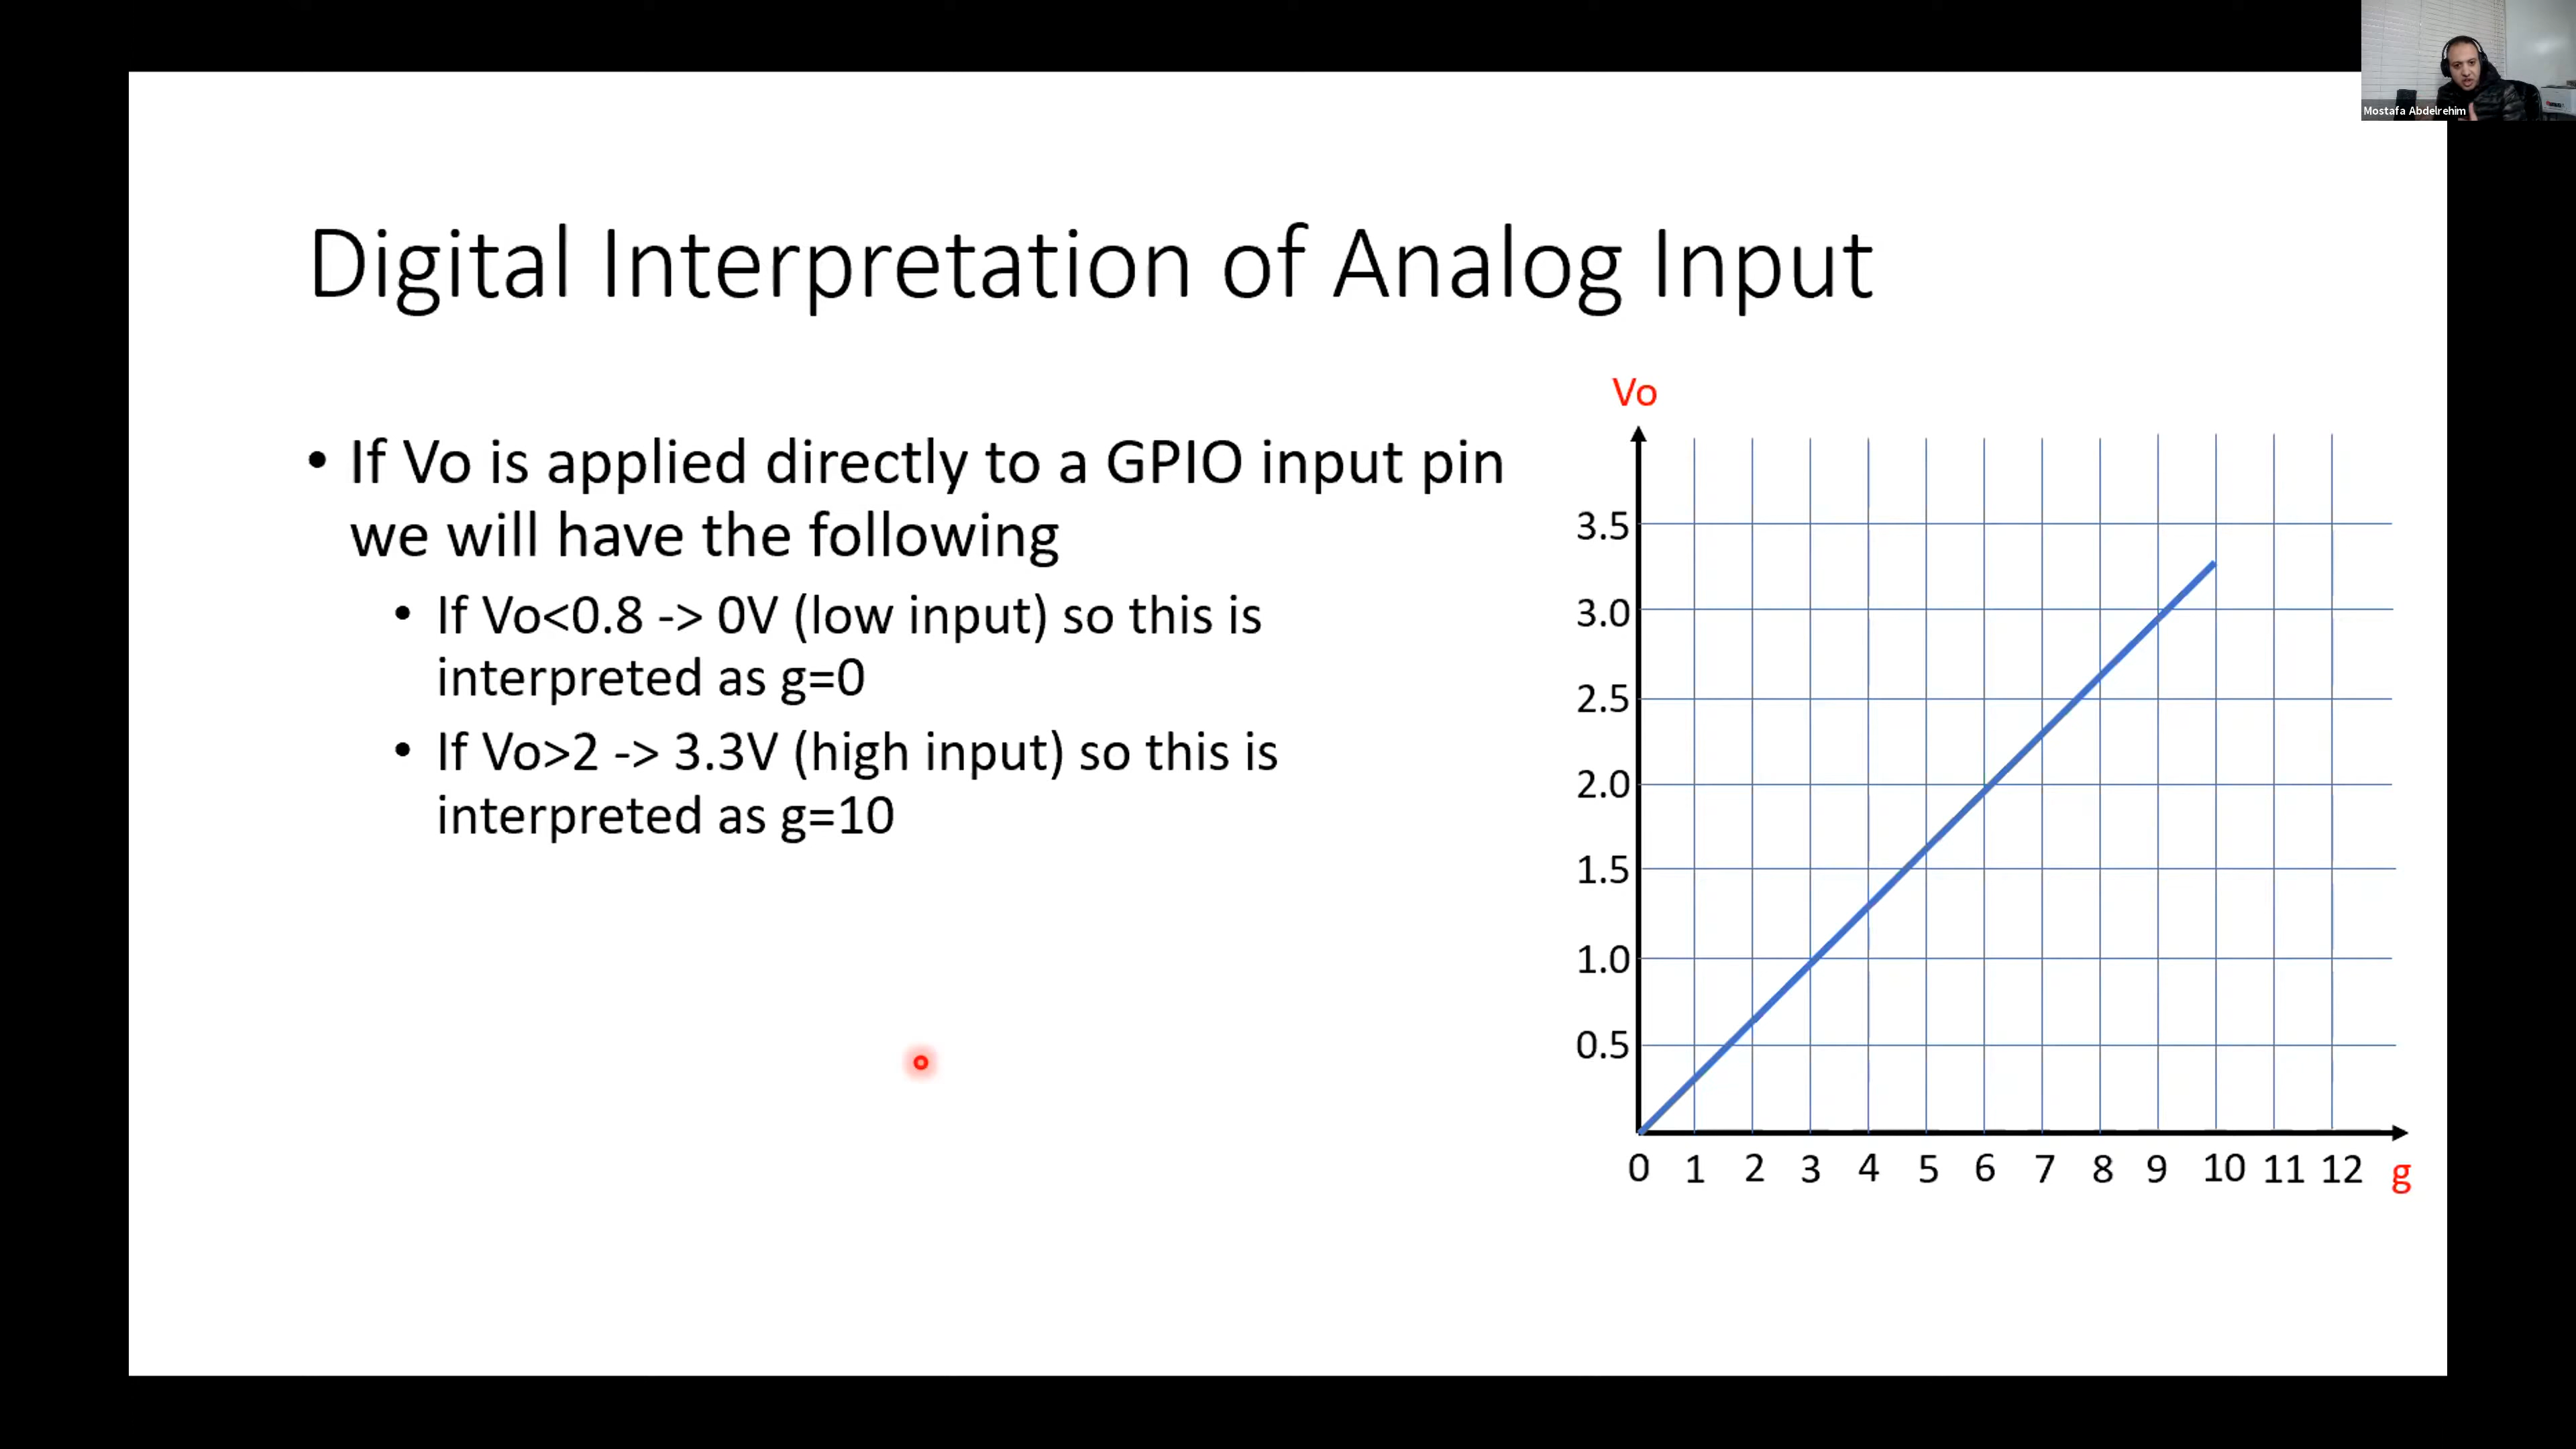 Mostafa Abdelrehim
Digital Interpretation of Analog Input
• If Vo is applied directly to a GPIO input pin
we will have the following
• If Vo<0.8 -> 0V (low input) so this is
interpreted as g=0
• If Vo>2 -> 3.3V (high input) so this is
interpreted as g=10
Vo
3.5
3.0
2.5
2.0
1.5
1.0
0.5
0 1 2 3 4 5 6 7 8 9 10 11 12 g